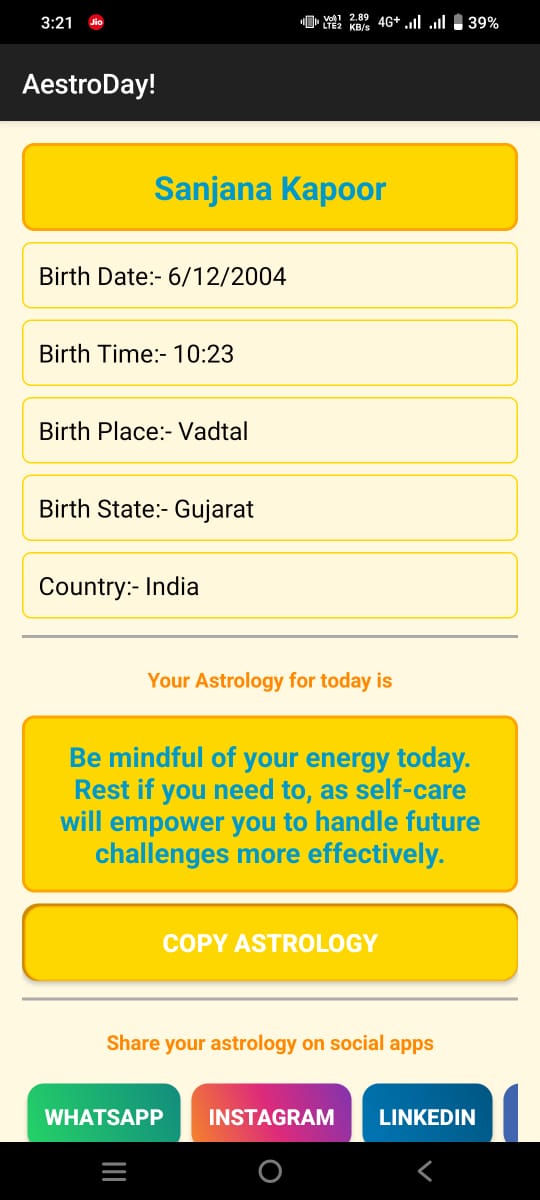 3:21 Jio Vo)1 LTE2 2.89 KB/s 4G+ 39%
AestroDay!
Sanjana Kapoor
Birth Date:- 6/12/2004
Birth Time:- 10:23
Birth Place:- Vadtal
Birth State:- Gujarat
Country:- India
Your Astrology for today is
Be mindful of your energy today.
Rest if you need to, as self-care
will empower you to handle future
challenges more effectively.
COPY ASTROLOGY
Share your astrology on social apps
WHATSAPP INSTAGRAM LINKEDIN